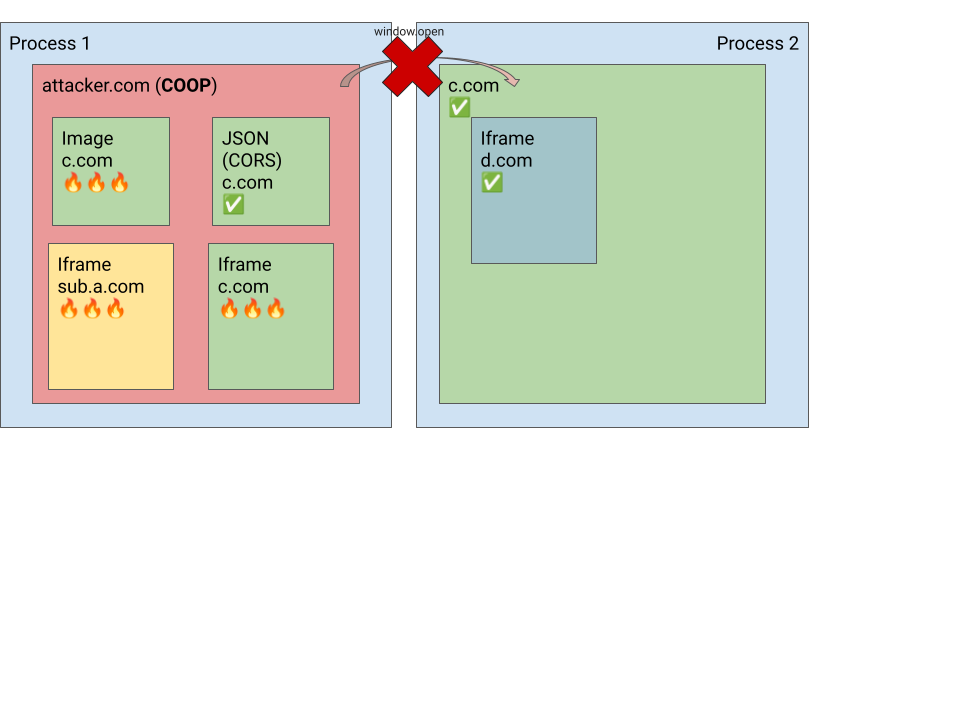 window.open
Process 1
Process 2
attacker.com (COOP)
c.com
✅
Image
c.com
🔥🔥🔥
JSON
(CORS)
c.com
✅
Iframe
d.com
✅
Iframe
sub.a.com
🔥🔥🔥
Iframe
c.com
🔥🔥🔥